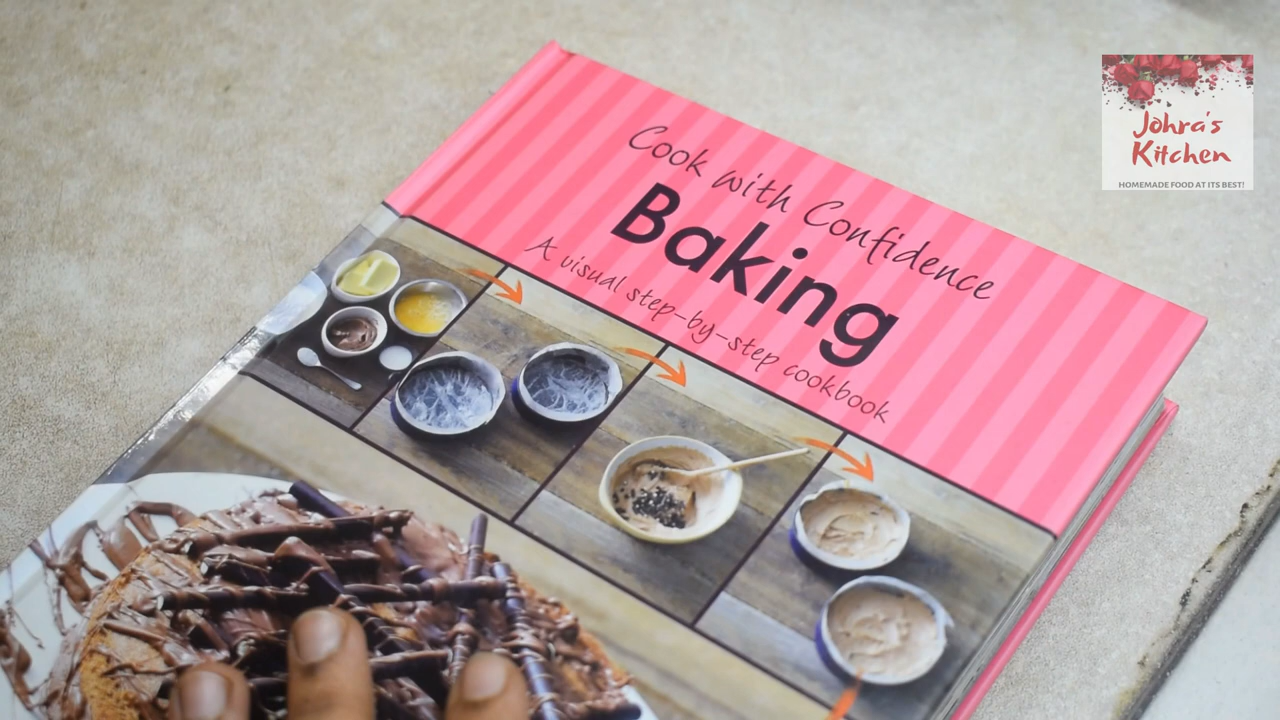 Cook with Confidence
Baking
A visual step-by-step cookbook
Johra's
Kitchen
HOMEMADE FOOD AT ITS BEST!